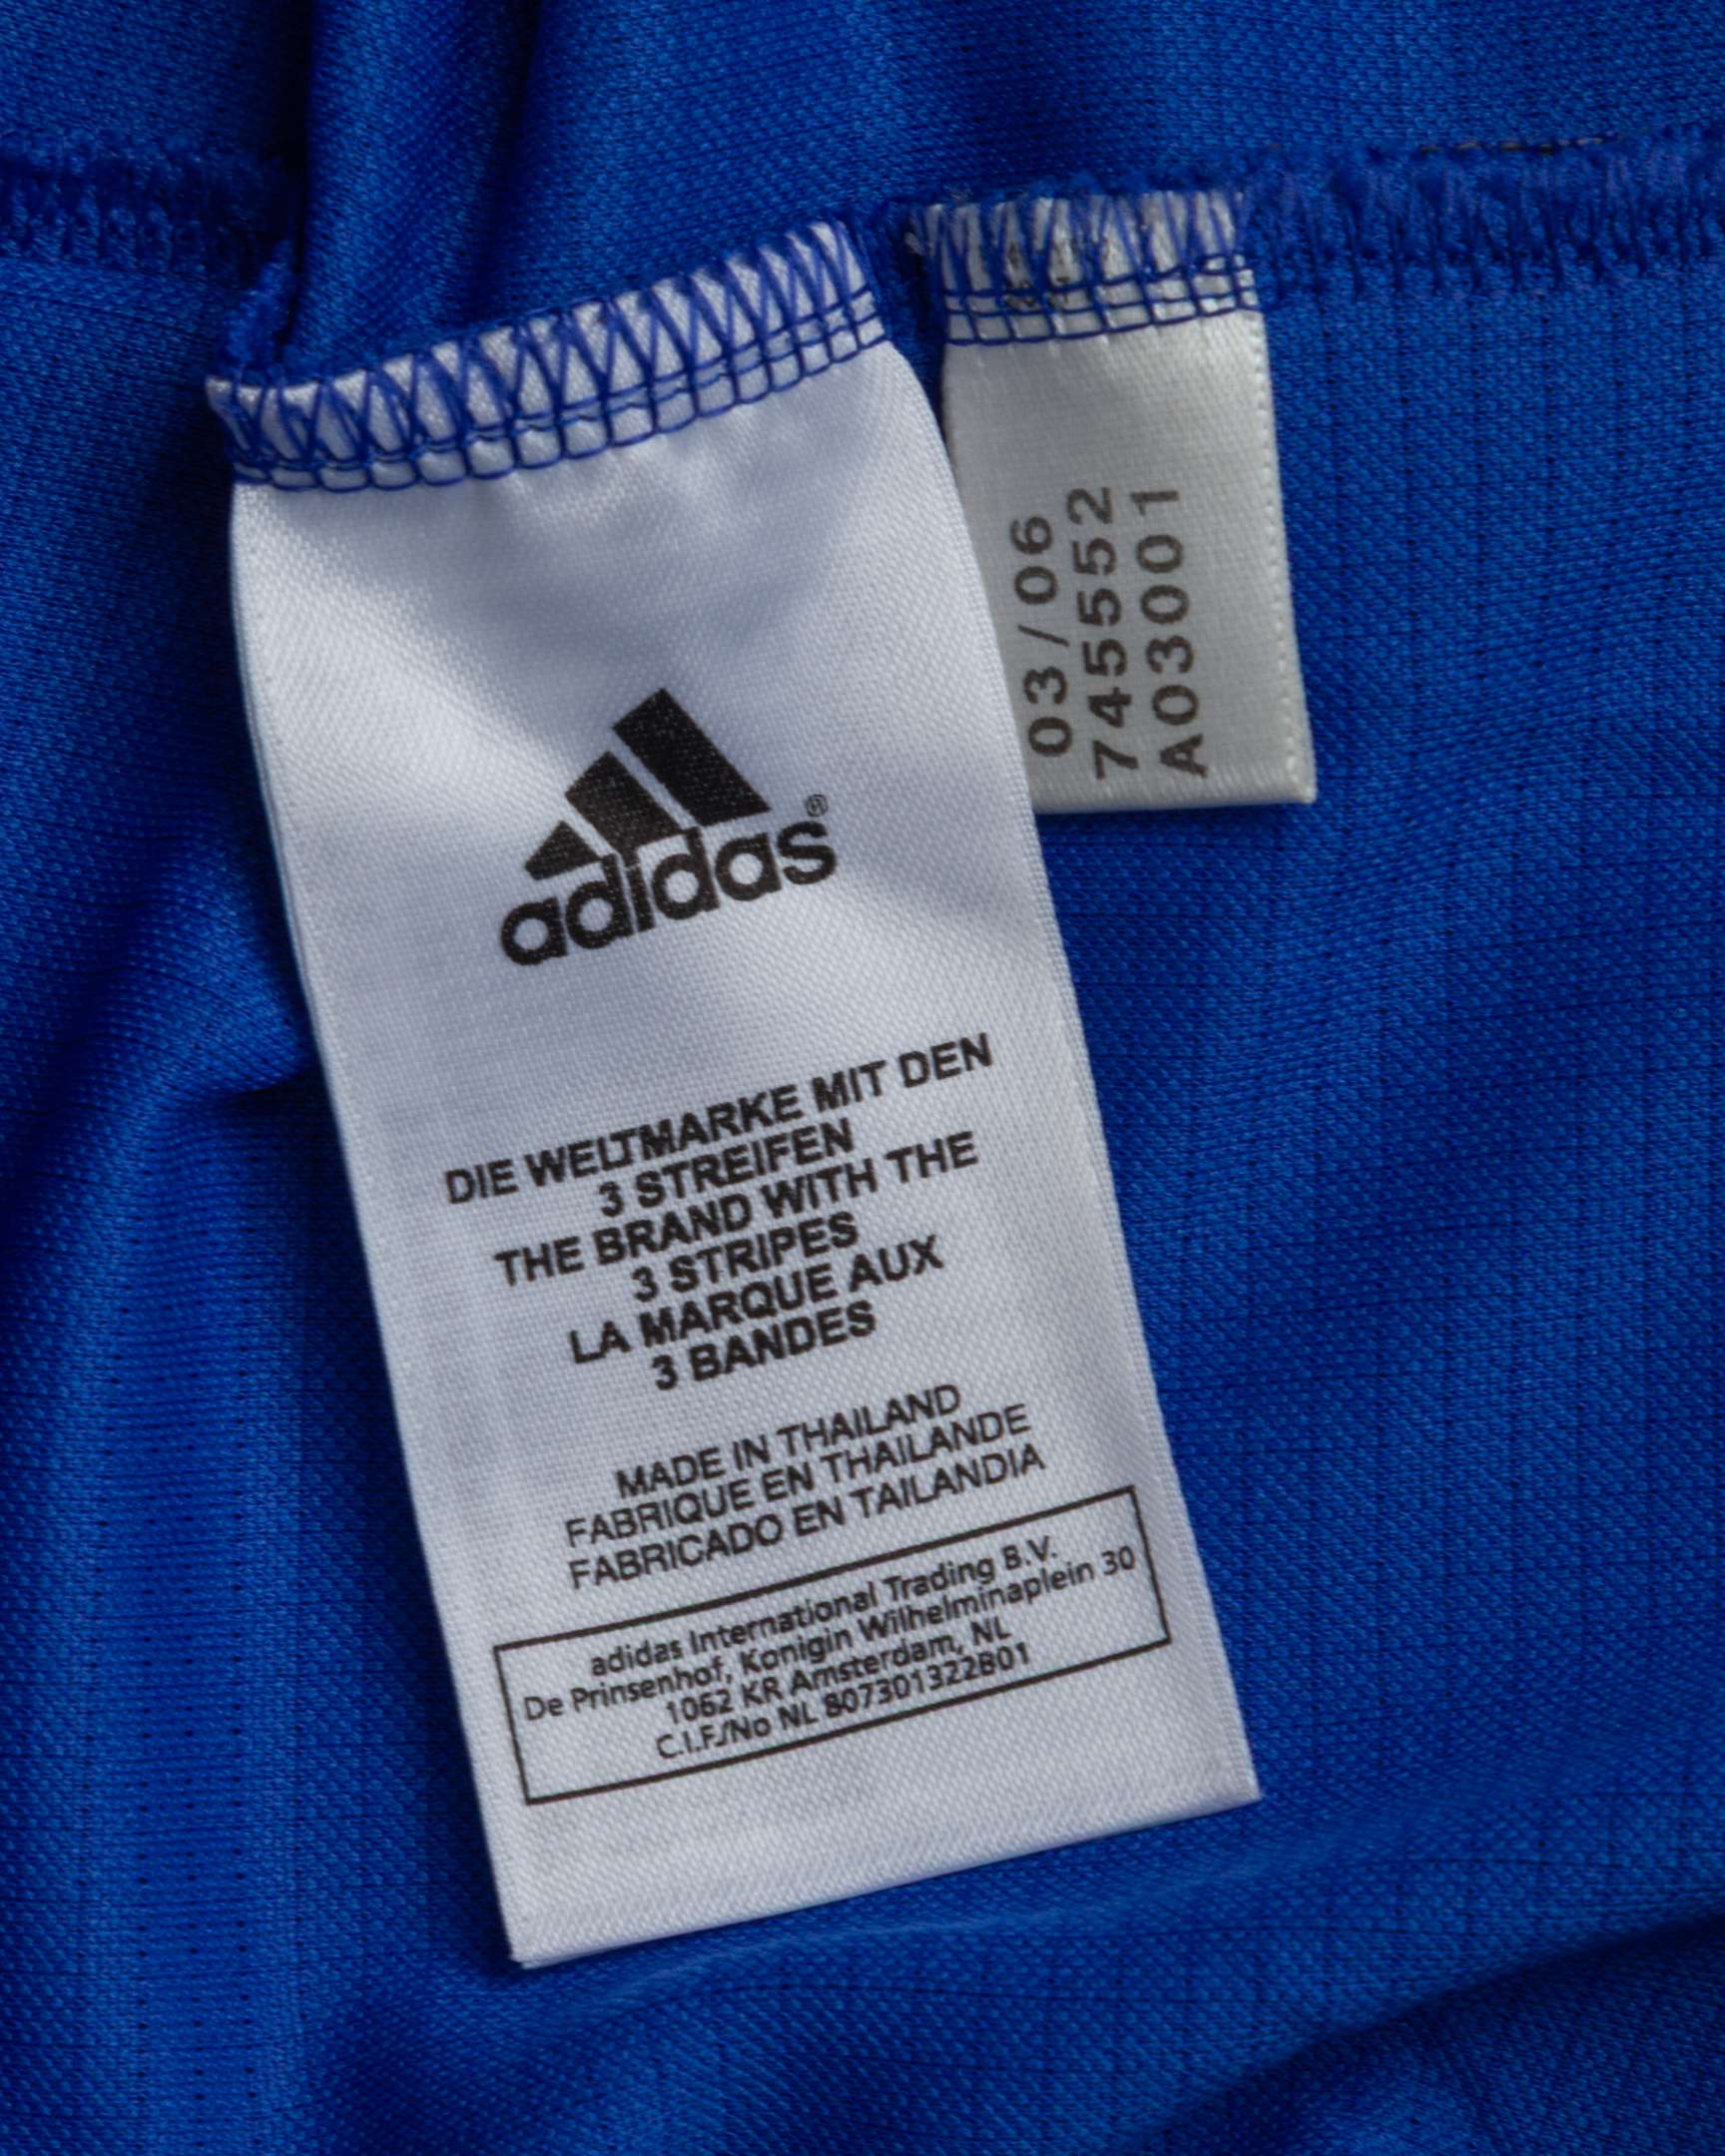 adidas®
DIE WELTMARKE MIT DEN
3 STREIFEN
THE BRAND WITH THE
3 STRIPES
LA MARQUE AUX
3 BANDES
MADE IN THAILAND
FABRIQUE EN THAILANDE
FABRICADO EN TAILANDIA
adidas International Trading B.V.
De Prinsenhof, Konigin Wilhelminaplein 30
1062 KR Amsterdam, NL
C.I.F./No NL 807301322B01
03/06
745552
A03001